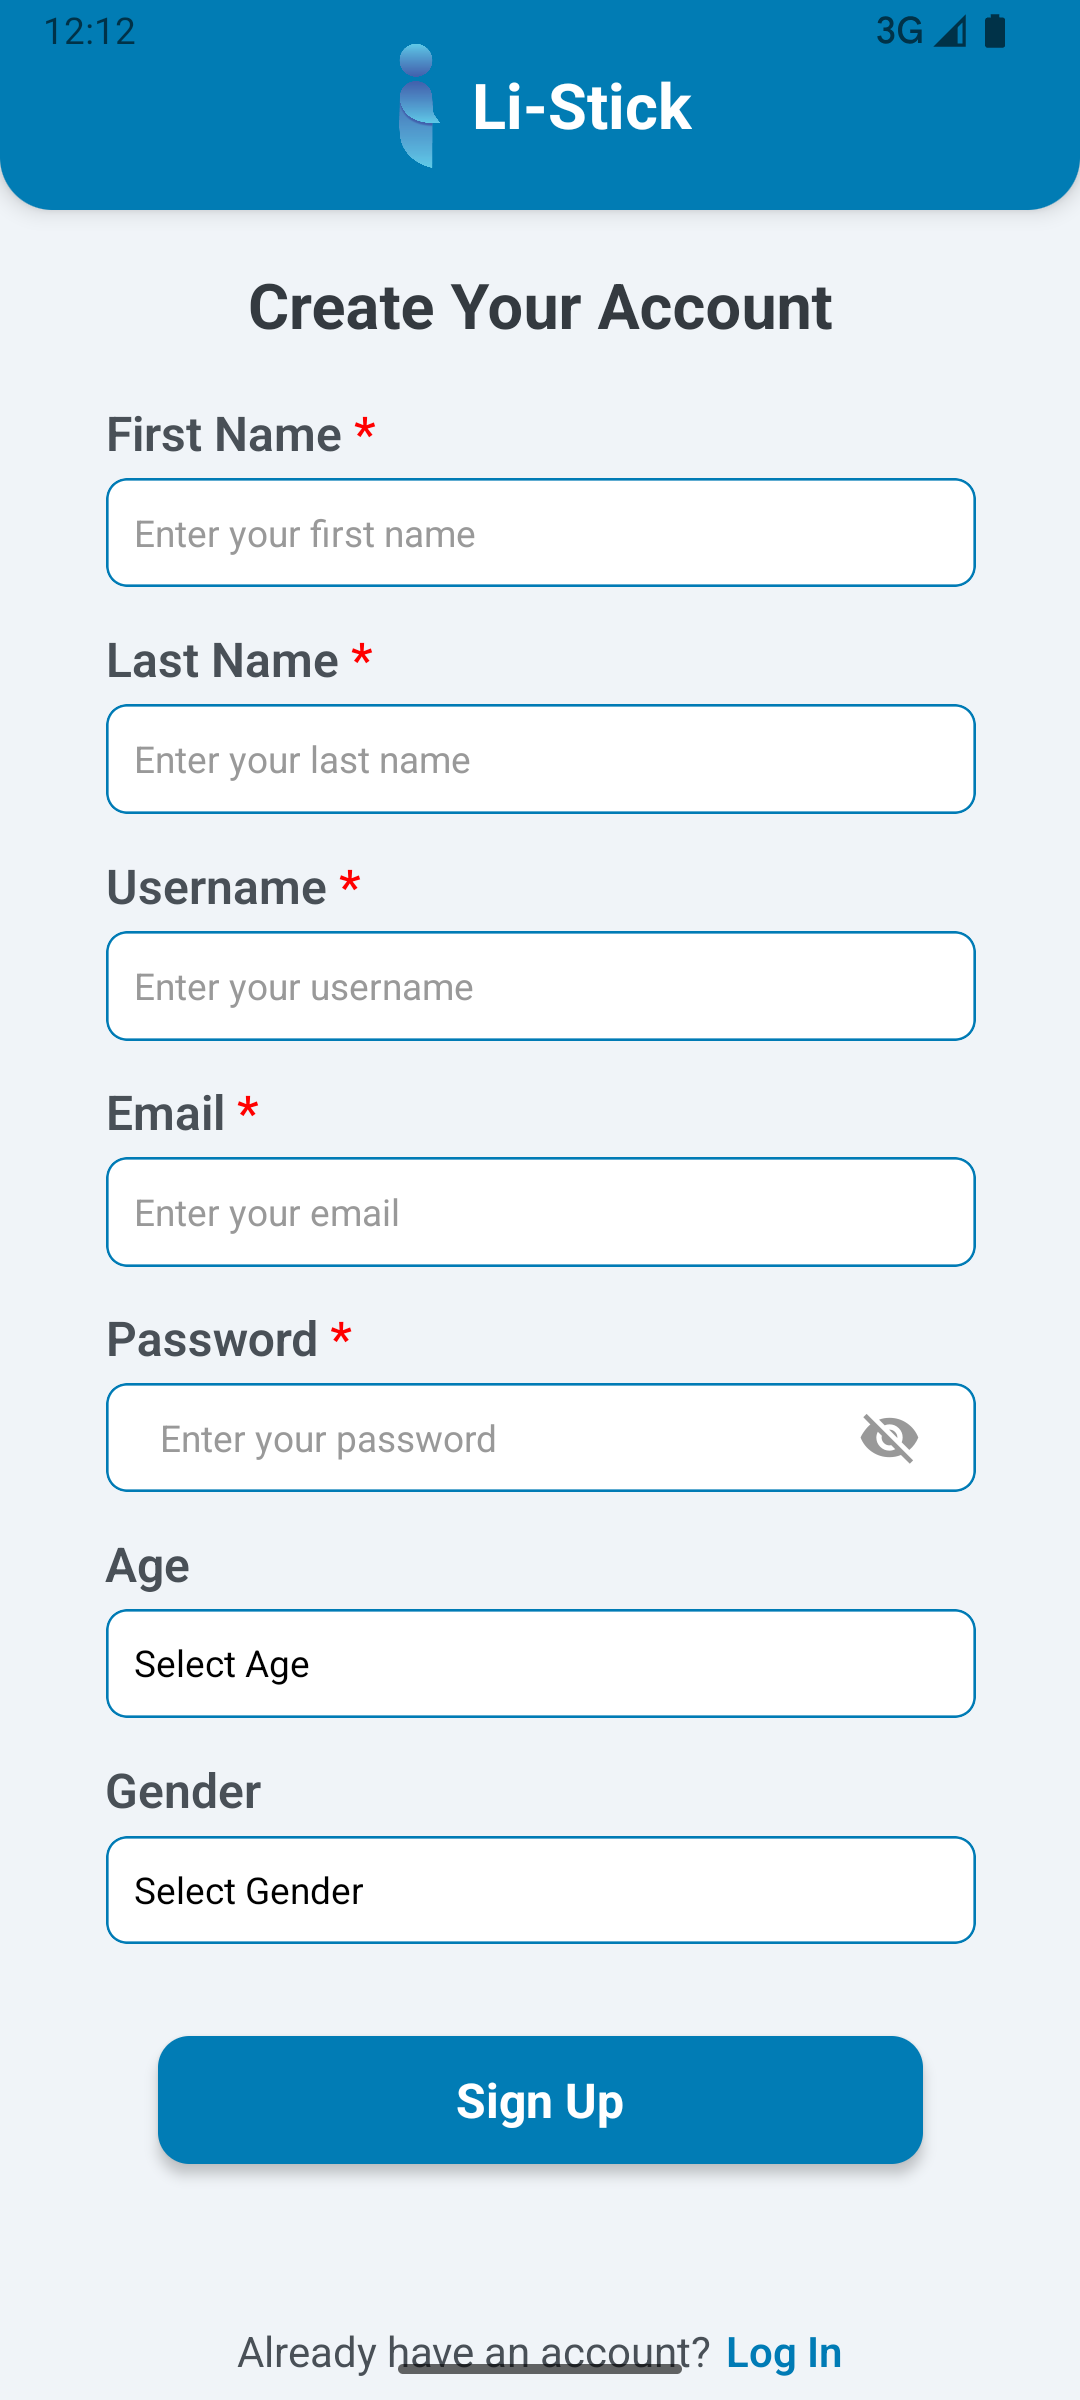 12:12 3G
Li-Stick
Create Your Account
First Name *
Enter your first name
Last Name *
Enter your last name
Username *
Enter your username
Email *
Enter your email
Password *
Enter your password
Age
Select Age
Gender
Select Gender
Sign Up
Already have an account? Log In